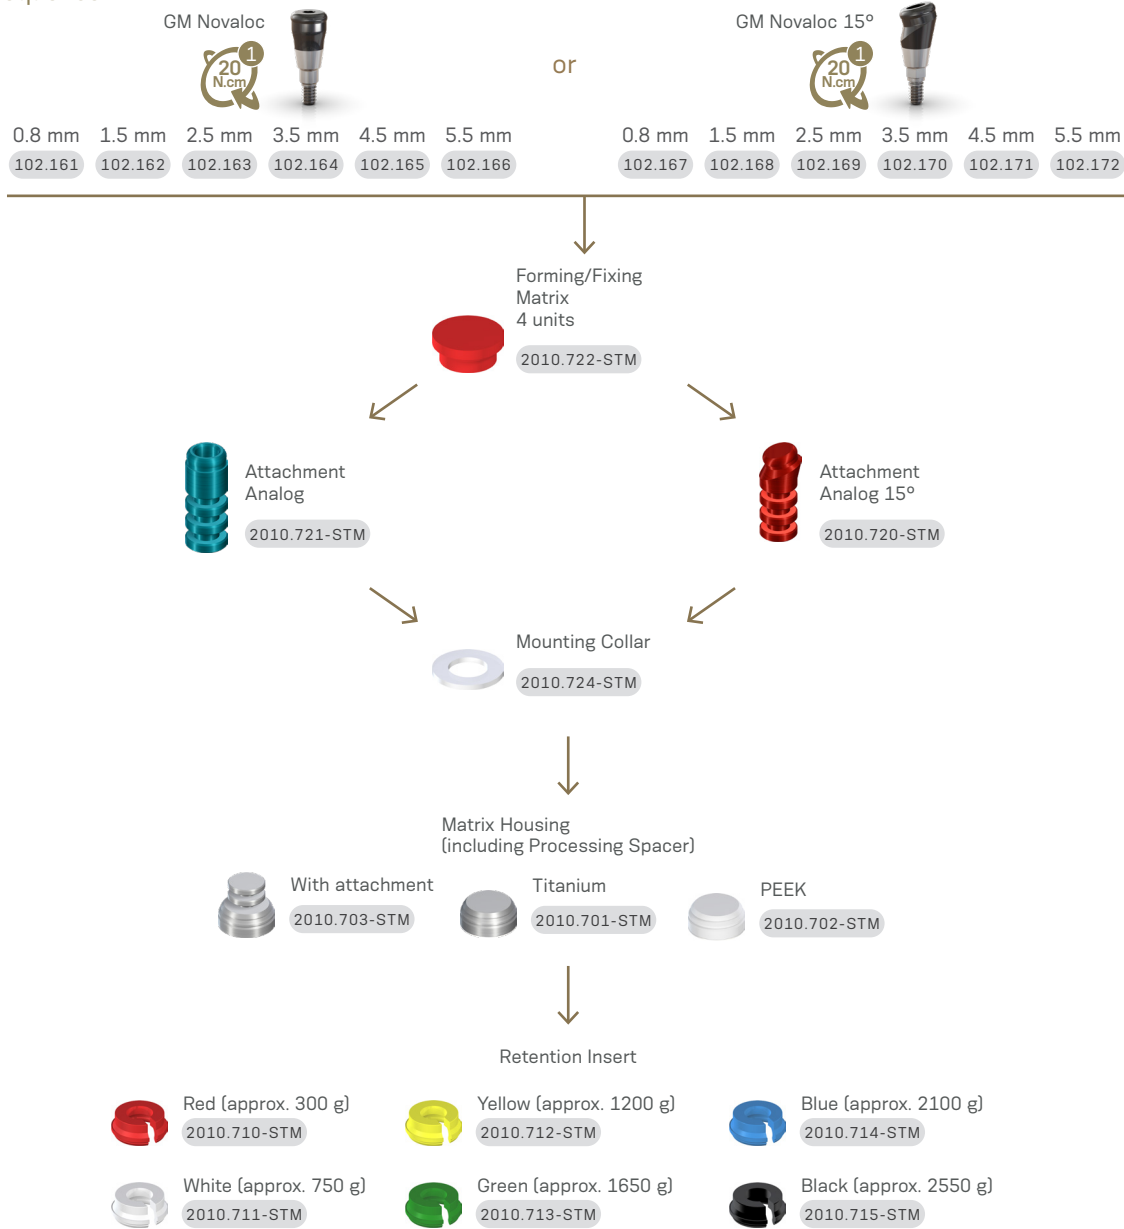 GM Novaloc
1
20
N.cm
or
GM Novaloc 15°
1
20
N.cm
0.8 mm 1.5 mm 2.5 mm 3.5 mm 4.5 mm 5.5 mm
102.161 102.162 102.163 102.164 102.165 102.166
0.8 mm 1.5 mm 2.5 mm 3.5 mm 4.5 mm 5.5 mm
102.167 102.168 102.169 102.170 102.171 102.172
Forming/Fixing
Matrix
4 units
2010.722-STM
Attachment
Analog
2010.721-STM
Attachment
Analog 15°
2010.720-STM
Mounting Collar
2010.724-STM
Matrix Housing
(including Processing Spacer)
With attachment
2010.703-STM
Titanium
2010.701-STM
PEEK
2010.702-STM
Retention Insert
Red (approx. 300 g)
2010.710-STM
Yellow (approx. 1200 g)
2010.712-STM
Blue (approx. 2100 g)
2010.714-STM
White (approx. 750 g)
2010.711-STM
Green (approx. 1650 g)
2010.713-STM
Black (approx. 2550 g)
2010.715-STM